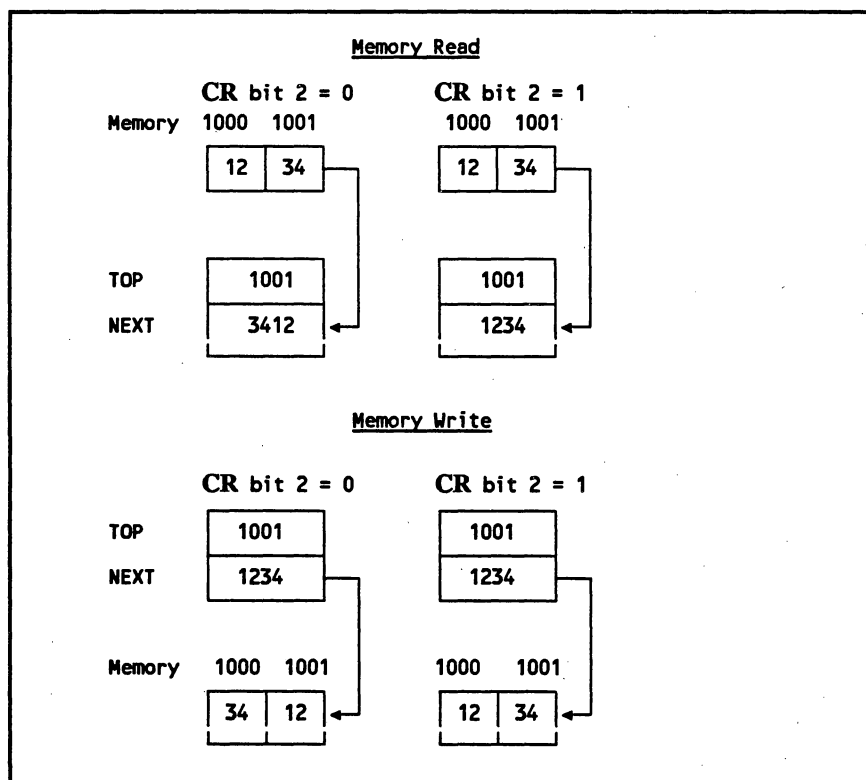 Memory Read
CR bit 2 = 0 CR bit 2 = 1
Memory 1000 1001 1000 1001
12 34 12 34
TOP 1001 1001
NEXT 3412 1234
Memory Write
CR bit 2 = 0 CR bit 2 = 1
TOP 1001 1001
NEXT 1234 1234
Memory 1000 1001 1000 1001
34 12 12 34